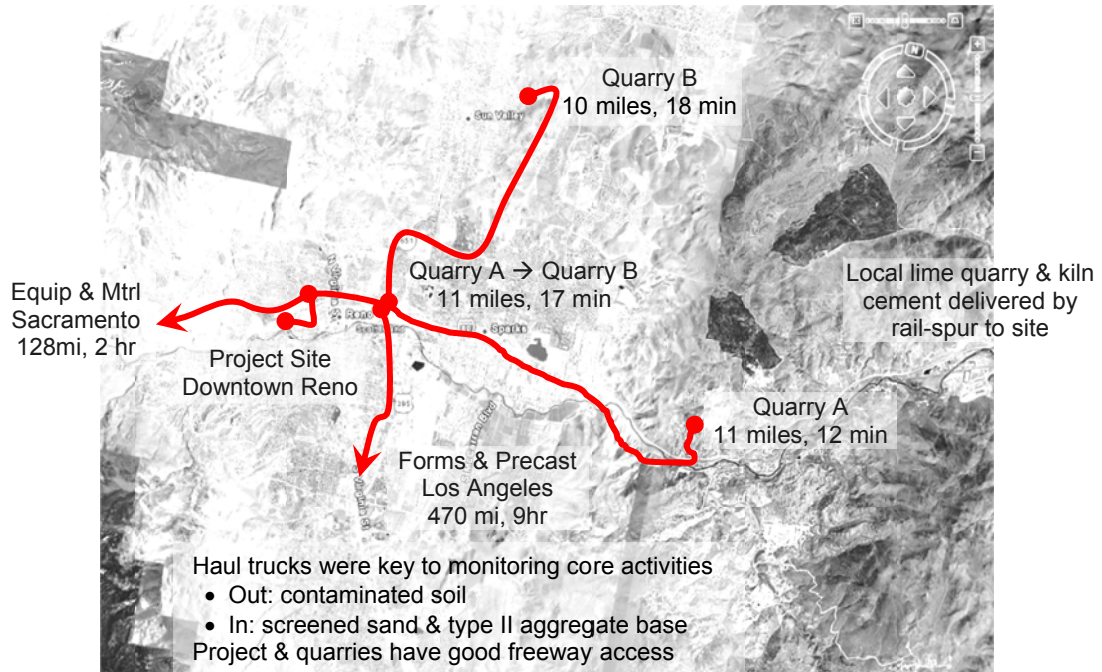 N
Quarry B
10 miles, 18 min
Sun Valley
Quarry A → Quarry B
11 miles, 17 min
Local lime quarry & kiln
cement delivered by
rail-spur to site
Equip & Mtrl
Sacramento
128mi, 2 hr
Reno
Sparks
Project Site
Downtown Reno
395
Quarry A
11 miles, 12 min
Forms & Precast
Los Angeles
470 mi, 9hr
Haul trucks were key to monitoring core activities
• Out: contaminated soil
• In: screened sand & type II aggregate base
Project & quarries have good freeway access